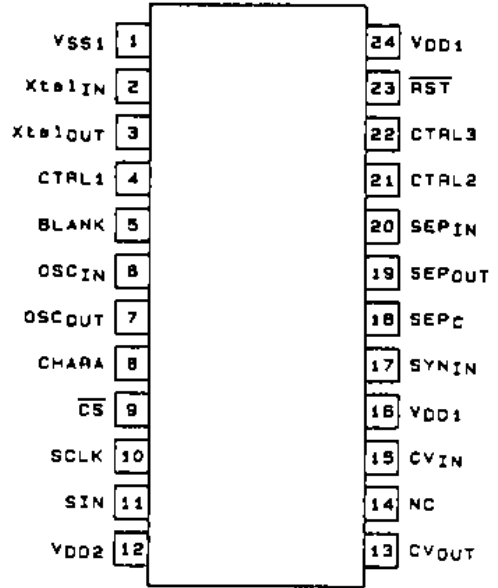 VSS1 1 24 VDD1
XtalIN 2 23 RST
XtalOUT 3 22 CTRL3
CTRL1 4 21 CTRL2
BLANK 5 20 SEPIN
OSCIN 6 19 SEPOUT
OSCOUT 7 18 SEPC
CHARA 8 17 SYNIN
CS 9 16 VDD1
SCLK 10 15 CVIN
SIN 11 14 NC
VDD2 12 13 CVOUT